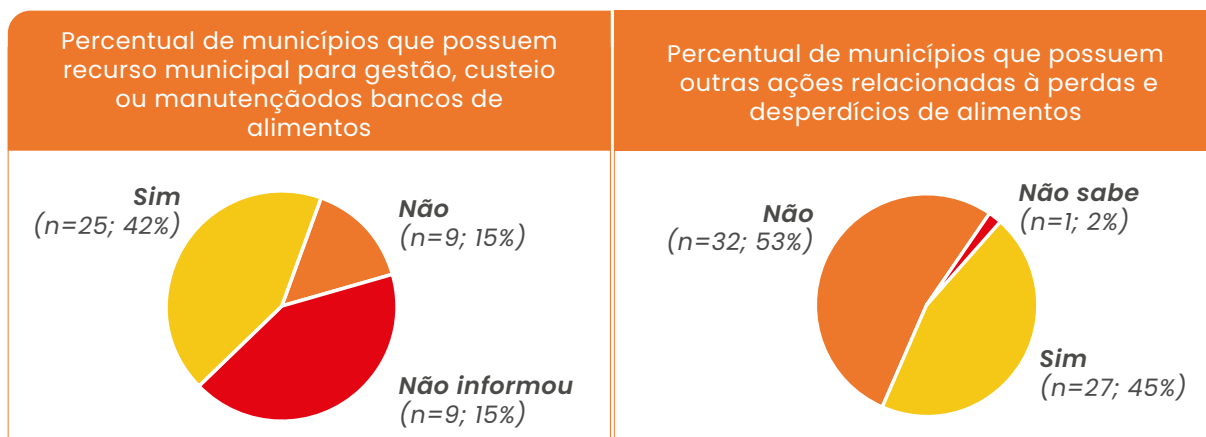 Percentual de municípios que possuem
recurso municipal para gestão, custeio
ou manutençãodos bancos de
alimentos
Sim
(n=25; 42%)
Não
(n=9; 15%)
Não informou
(n=9; 15%)
Percentual de municípios que possuem
outras ações relacionadas à perdas e
desperdícios de alimentos
Não
(n=32; 53%)
Não sabe
(n=1; 2%)
Sim
(n=27; 45%)